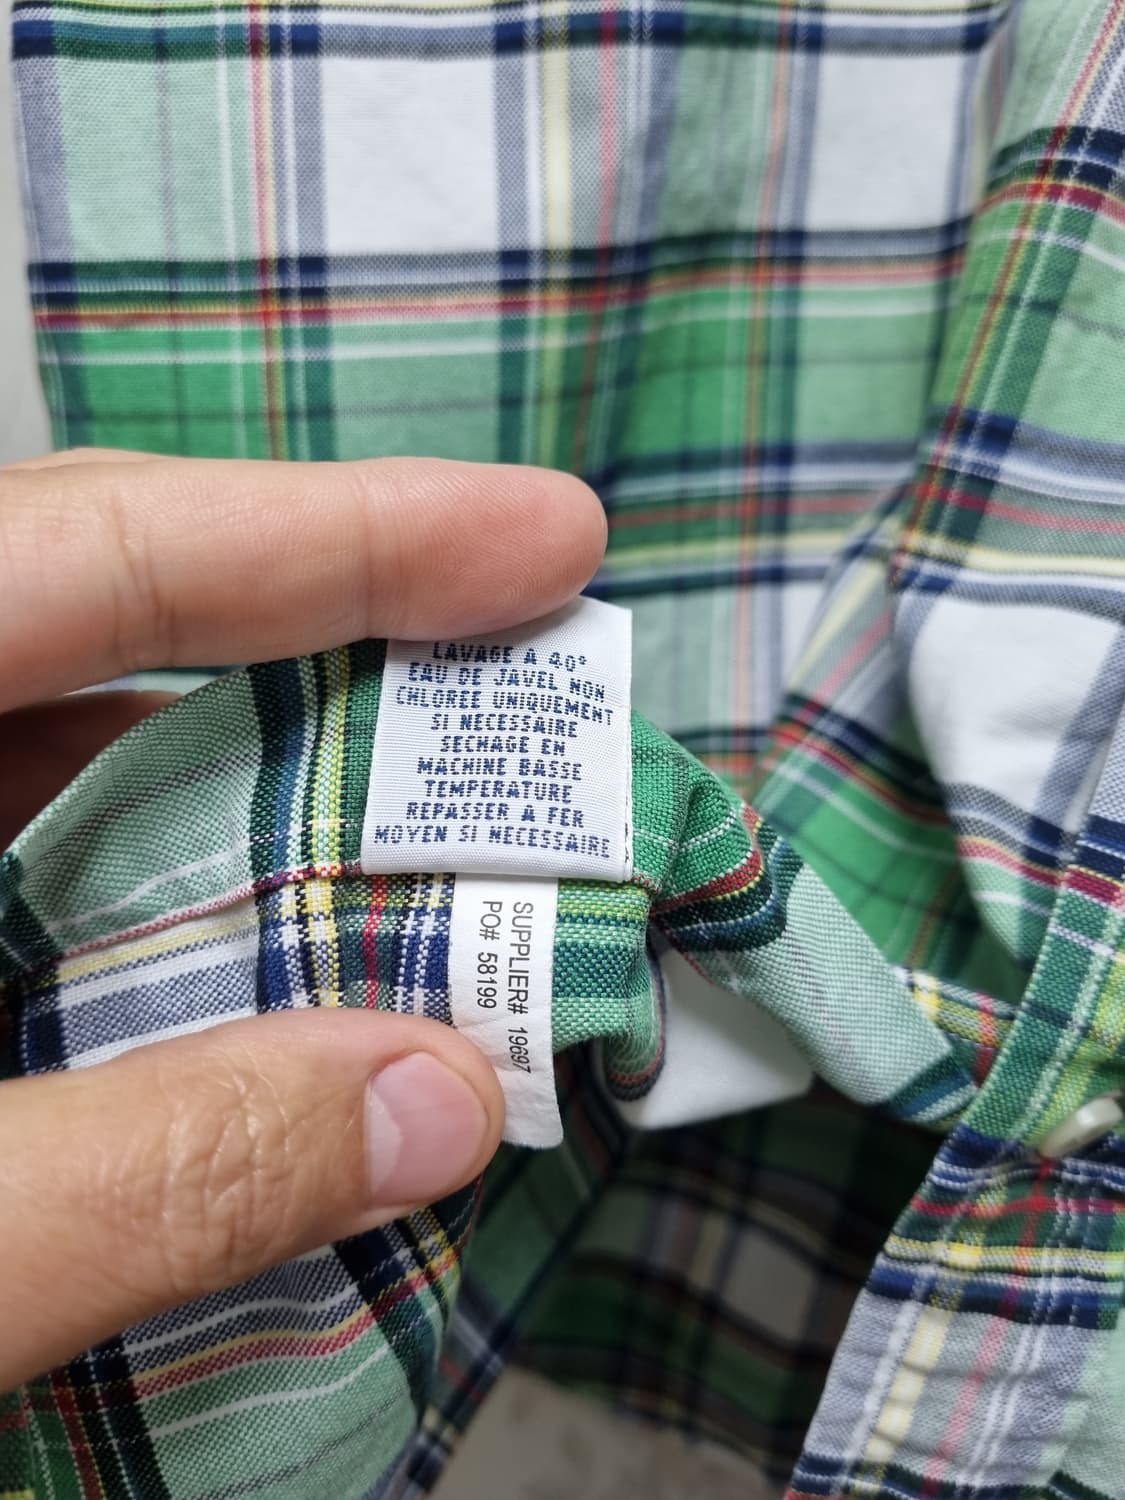 LAVAGE A 40°
EAU DE JAVEL NON
CHLOREE UNIQUEMENT
SI NECESSAIRE
SECHAGE EN
MACHINE BASSE
TEMPERATURE
REPASSER A FER
MOYEN SI NECESSAIRE
SUPPLIER# 19697
PO# 58199